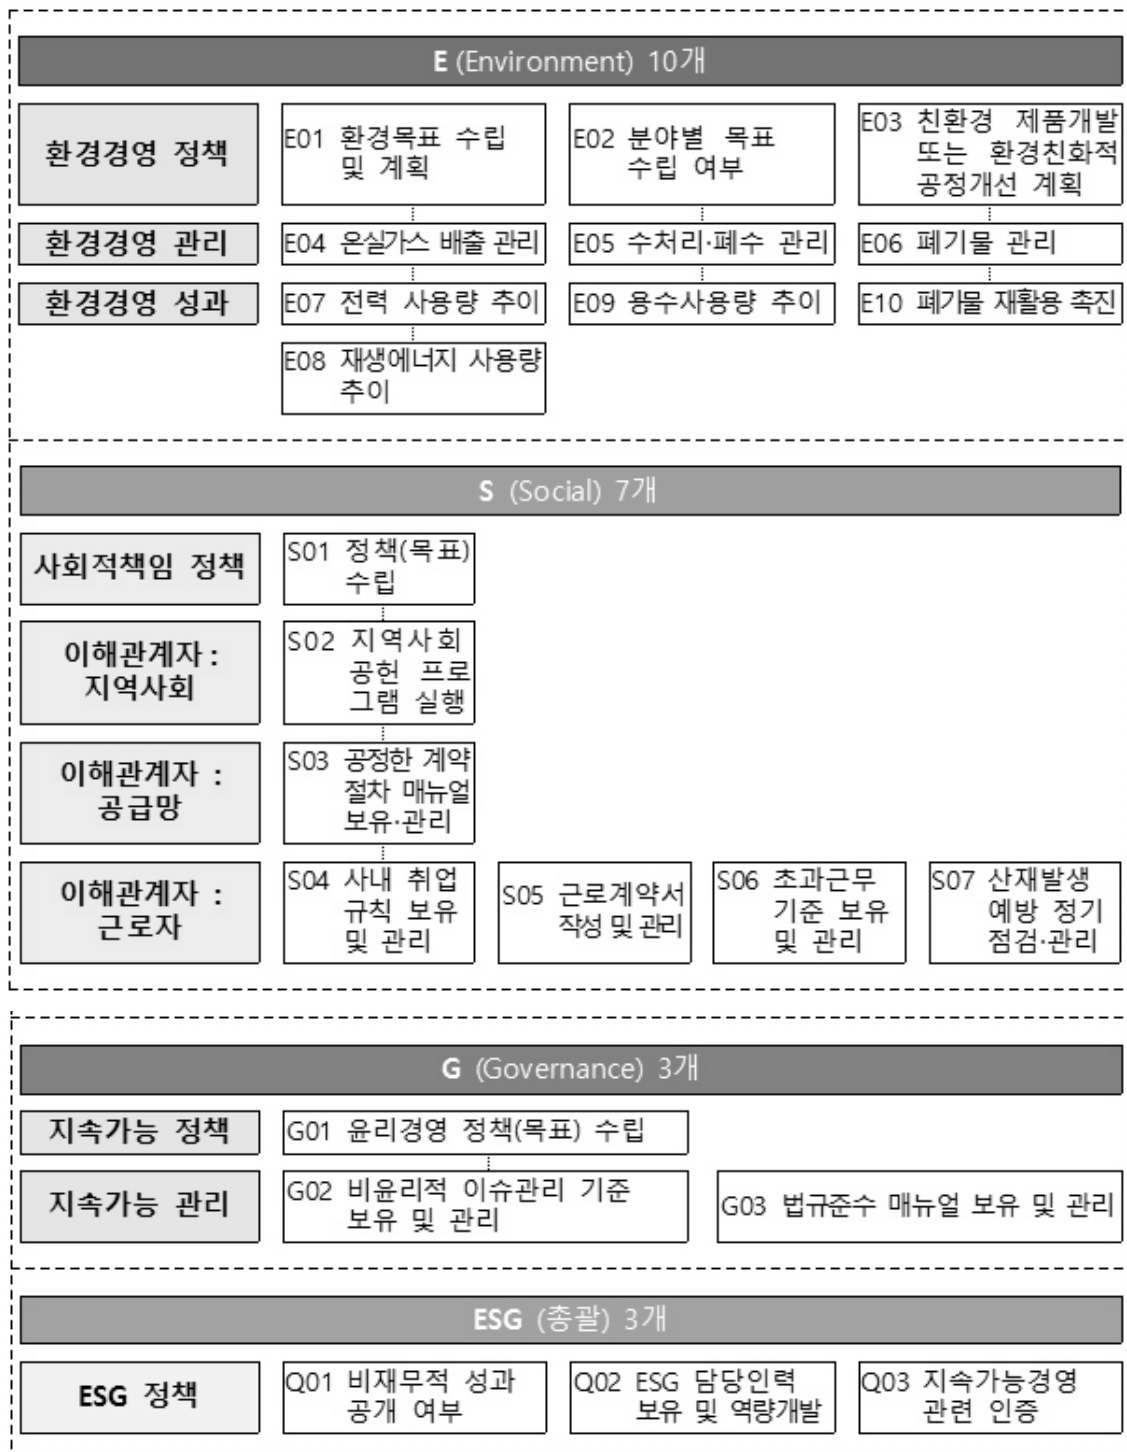 E (Environment) 10개
환경경영 정책
E01 환경목표 수립
및 계획
E02 분야별 목표
수립 여부
E03 친환경 제품개발
또는 환경친화적
공정개선 계획
환경경영 관리
E04 온실가스 배출 관리
E05 수처리·폐수 관리
E06 폐기물 관리
환경경영 성과
E07 전력 사용량 추이
E09 용수사용량 추이
E10 폐기물 재활용 촉진
E08 재생에너지 사용량
추이
S (Social) 7개
사회적책임 정책
S01 정책(목표)
수립
이해관계자 :
지역사회
S02 지역사회
공헌 프로
그램 실행
이해관계자 :
공급망
S03 공정한 계약
절차 매뉴얼
보유·관리
이해관계자 :
근로자
S04 사내 취업
규칙 보유
및 관리
S05 근로계약서
작성 및 관리
S06 초과근무
기준 보유
및 관리
S07 산재발생
예방 정기
점검·관리
G (Governance) 3개
지속가능 정책
G01 윤리경영 정책(목표) 수립
지속가능 관리
G02 비윤리적 이슈관리 기준
보유 및 관리
G03 법규준수 매뉴얼 보유 및 관리
ESG (총괄) 3개
ESG 정책
Q01 비재무적 성과
공개 여부
Q02 ESG 담당인력
보유 및 역량개발
Q03 지속가능경영
관련 인증